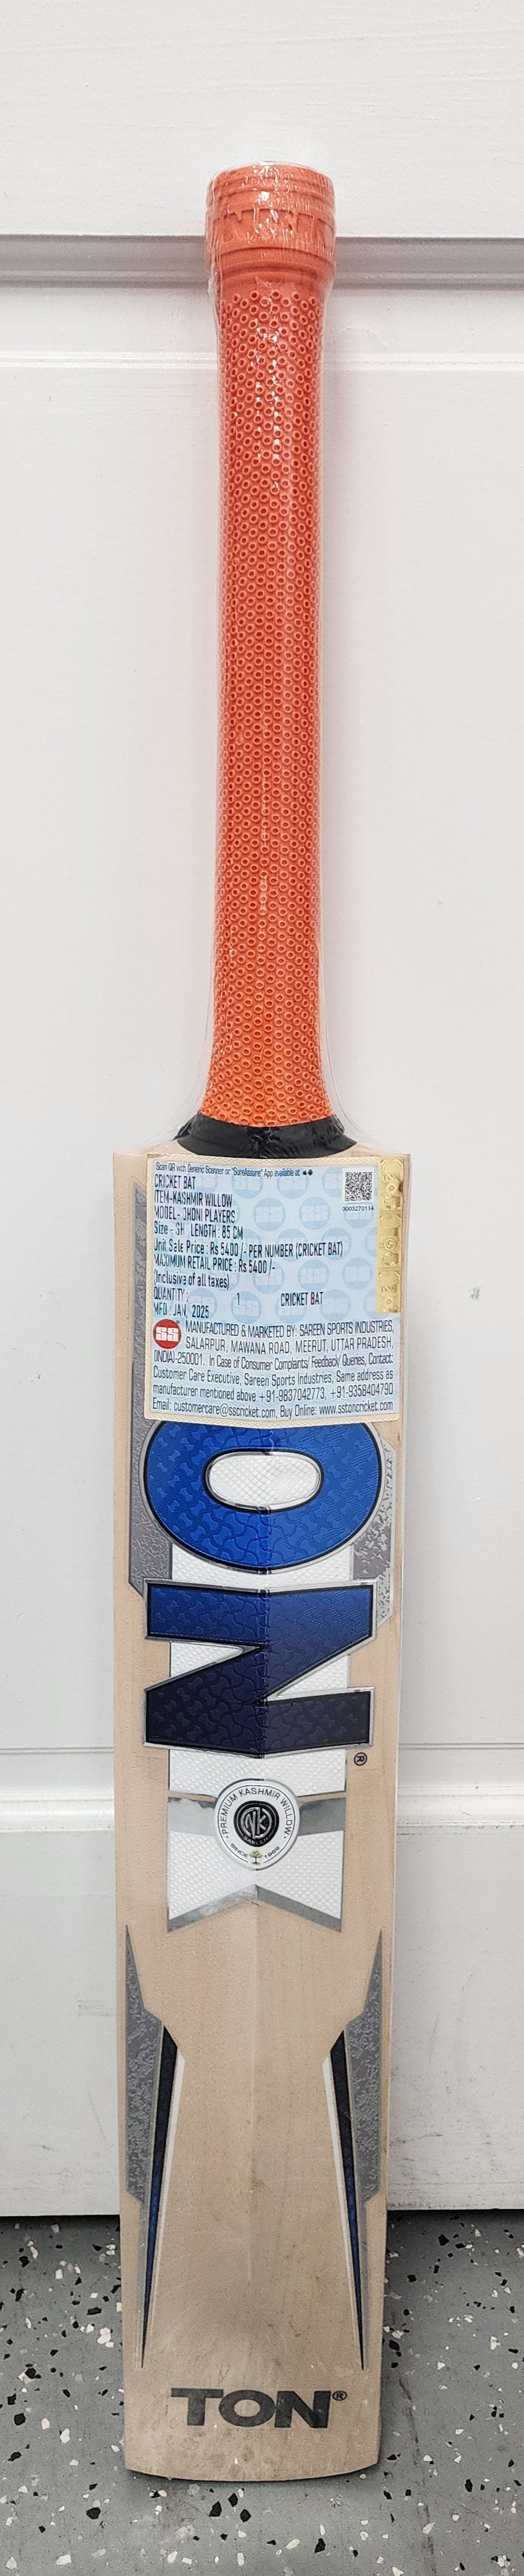 Scan QR with Generic Scanner or "SureAssure" App available at
CRICKET BAT
ITEM-KASHMIR WILLOW
MODEL- JHONI PLAYERS
Size - SH LENGTH : 85 CM
Unit Sale Price : Rs 5400 /- PER NUMBER (CRICKET BAT)
MAXIMUM RETAIL PRICE : Rs 5400 /-
(Inclusive of all taxes)
QUANTITY : 1 CRICKET BAT
MFD : JAN, 2025
0003270114
SS
MANUFACTURED & MARKETED BY: SAREEN SPORTS INDUSTRIES,
SALARPUR, MAWANA ROAD, MEERUT, UTTAR PRADESH,
(INDIA)-250001. In Case of Consumer Complaints/ Feedback/ Queries, Contact:
Customer Care Executive, Sareen Sports Industries, Same address as
manufacturer mentioned above +91-9837042773, +91-9358404790
Email: customercare@sscricket.com, Buy Online: www.sstoncricket.com
ON®
PREMIUM KASHMIR WILLOW
SINCE 1969
TON®